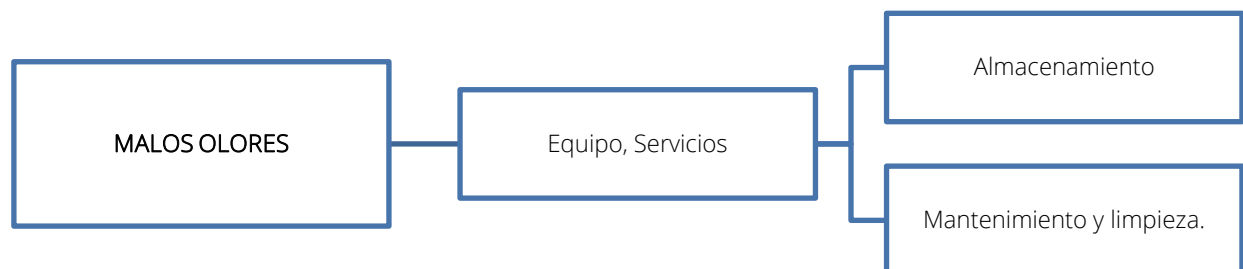 MALOS OLORES
Equipo, Servicios
Almacenamiento
Mantenimiento y limpieza.